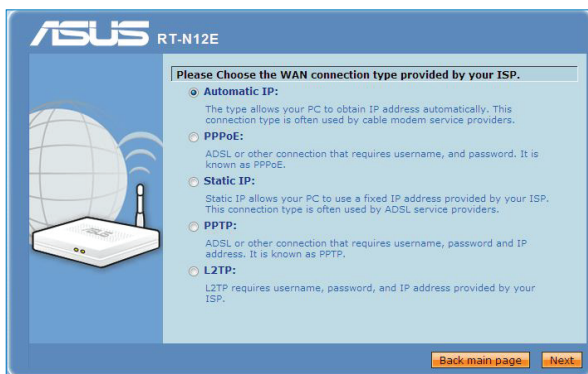 ASUS RT-N12E
Please Choose the WAN connection type provided by your ISP.
Automatic IP:
The type allows your PC to obtain IP address automatically. This
connection type is often used by cable modem service providers.
PPPoE:
ADSL or other connection that requires username, and password. It is
known as PPPoE.
Static IP:
Static IP allows your PC to use a fixed IP address provided by your ISP.
This connection type is often used by ADSL service providers.
PPTP:
ADSL or other connection that requires username, password and IP
address. It is known as PPTP.
L2TP:
L2TP requires username, password, and IP address provided by your
ISP.
Back main page Next